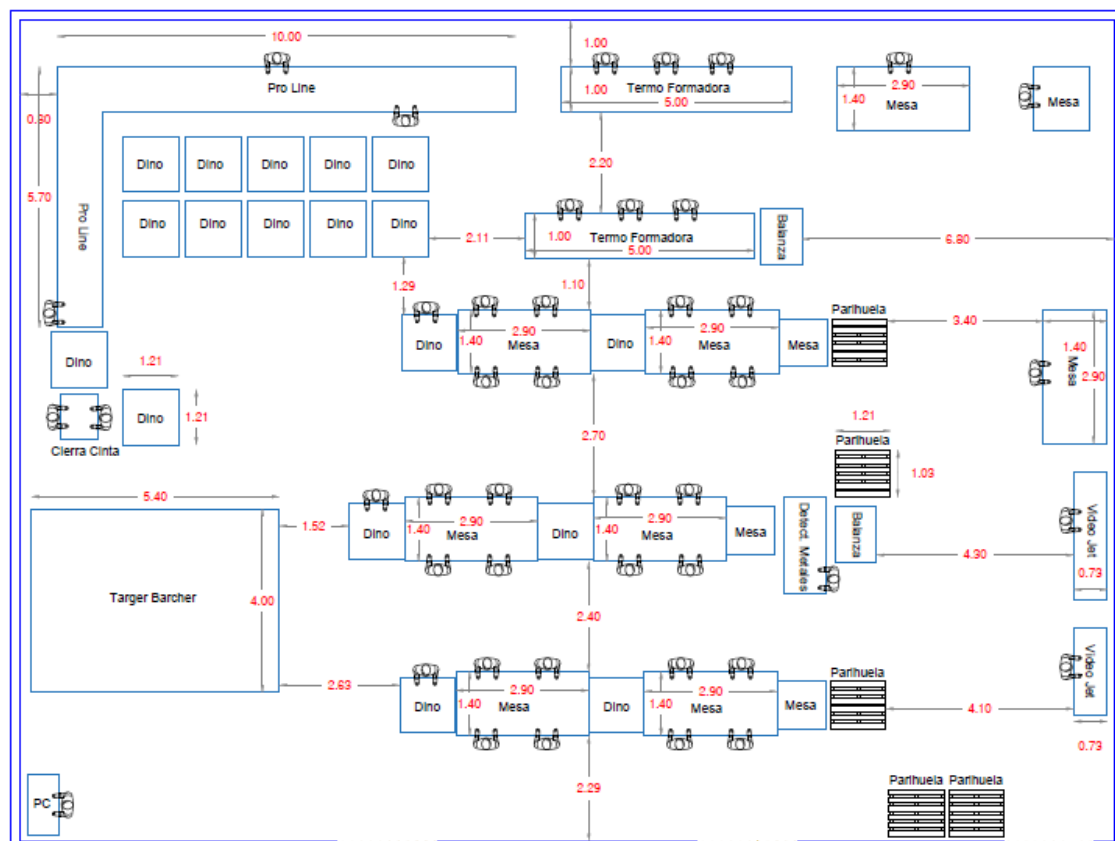 10.00
1.00
Pro Line
1.00
Termo Formadora
5.00
2.90
1.40
Mesa
Mesa
0.80
5.70
Pro Line
Dino
Dino
Dino
Dino
Dino
2.20
Dino
Dino
Dino
Dino
Dino
2.11
1.00
Termo Formadora
5.00
Balanza
6.80
1.29
1.10
Dino
2.90
1.40
Mesa
Dino
2.90
1.40
Mesa
Mesa
Parihuela
3.40
1.40
Mesa
2.90
Dino
1.21
Dino
1.21
Cierra Cinta
2.70
1.21
Parihuela
1.03
5.40
Targer Barcher
4.00
1.52
Dino
2.90
1.40
Mesa
Dino
2.90
1.40
Mesa
Mesa
Detect. Metales
Balanza
4.30
Video Jet
0.73
2.40
2.63
Dino
2.90
1.40
Mesa
Dino
2.90
1.40
Mesa
Mesa
Parihuela
4.10
Video Jet
0.73
PC
2.29
Parihuela
Parihuela